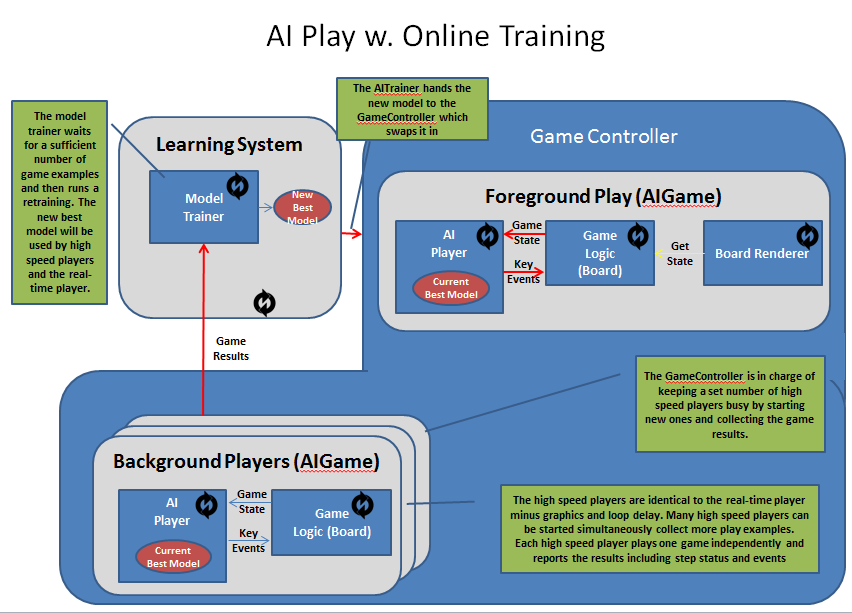 AI Play w. Online Training
The model
trainer waits
for a sufficient
number of
game examples
and then runs a
retraining. The
new best
model will be
used by high
speed players
and the real-
time player.
Learning System
Model
Trainer
New
Best
Model
The AITrainer hands the
new model to the
GameController which
swaps it in
Game Controller
Foreground Play (AIGame)
AI
Player
Current
Best Model
Game
State
Key
Events
Game
Logic
(Board)
Get
State
Board Renderer
Game
Results
The GameController is in charge of
keeping a set number of high
speed players busy by starting
new ones and collecting the game
results.
Background Players (AIGame)
AI
Player
Current
Best Model
Game
State
Key
Events
Game
Logic (Board)
The high speed players are identical to the real-time player
minus graphics and loop delay. Many high speed players can
be started simultaneously collect more play examples.
Each high speed player plays one game independently and
reports the results including step status and events